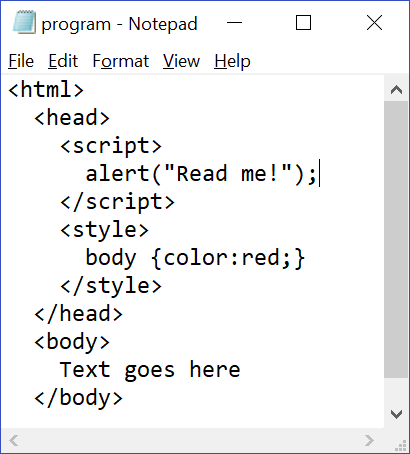 program - Notepad
File Edit Format View Help
<html>
  <head>
    <script>
      alert("Read me!");
    </script>
    <style>
      body {color:red;}
    </style>
  </head>
  <body>
    Text goes here
  </body>